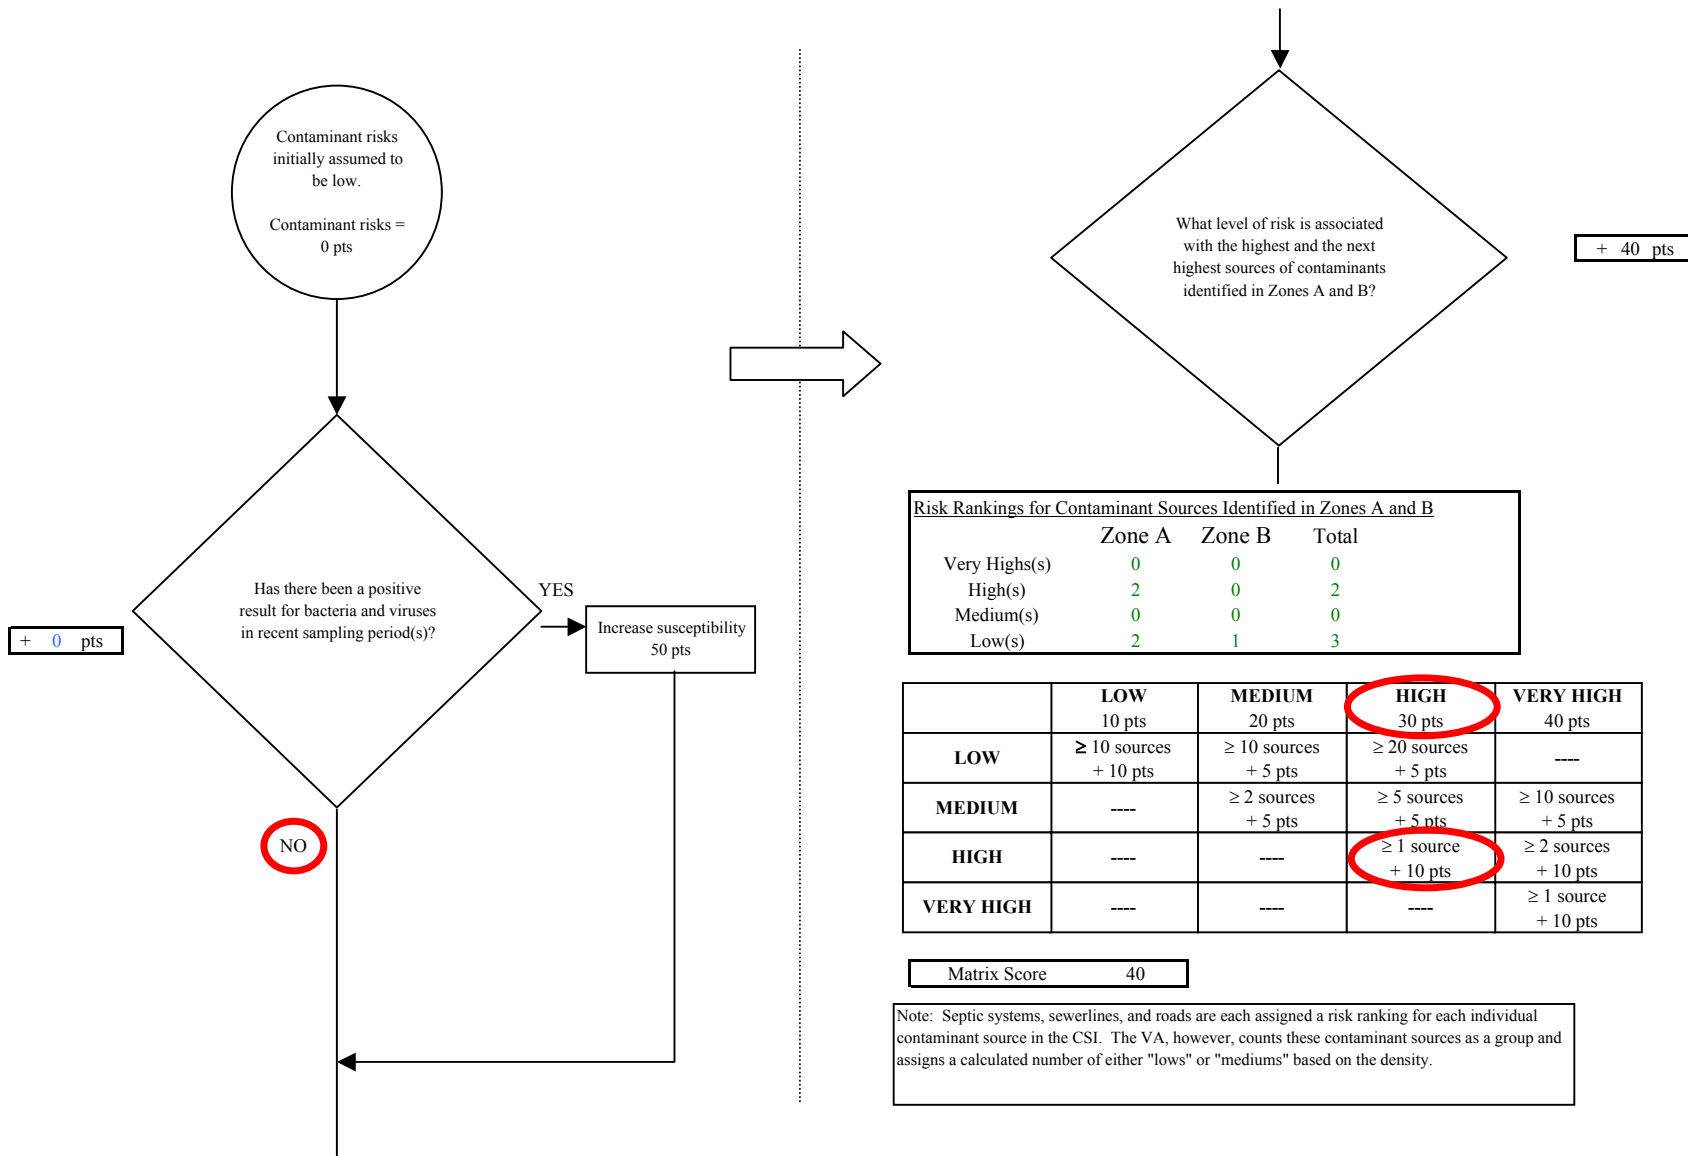 Contaminant risks
initially assumed to
be low.
Contaminant risks =
0 pts
Has there been a positive
result for bacteria and viruses
in recent sampling period(s)?
YES
+ 0 pts
Increase susceptibility
50 pts
NO
What level of risk is associated
with the highest and the next
highest sources of contaminants
identified in Zones A and B?
+ 40 pts
Risk Rankings for Contaminant Sources Identified in Zones A and B
Zone A Zone B Total
Very Highs(s) 0 0 0
High(s) 2 0 2
Medium(s) 0 0 0
Low(s) 2 1 3
LOW MEDIUM HIGH VERY HIGH
10 pts 20 pts 30 pts 40 pts
LOW ≥ 10 sources ≥ 10 sources ≥ 20 sources ----
+ 10 pts + 5 pts + 5 pts
MEDIUM ---- ≥ 2 sources ≥ 5 sources ≥ 10 sources
+ 5 pts + 5 pts + 5 pts
HIGH ---- ---- ≥ 1 source ≥ 2 sources
+ 10 pts + 10 pts
VERY HIGH ---- ---- ---- ≥ 1 source
+ 10 pts
Matrix Score 40
Note: Septic systems, sewerlines, and roads are each assigned a risk ranking for each individual
contaminant source in the CSI. The VA, however, counts these contaminant sources as a group and
assigns a calculated number of either "lows" or "mediums" based on the density.